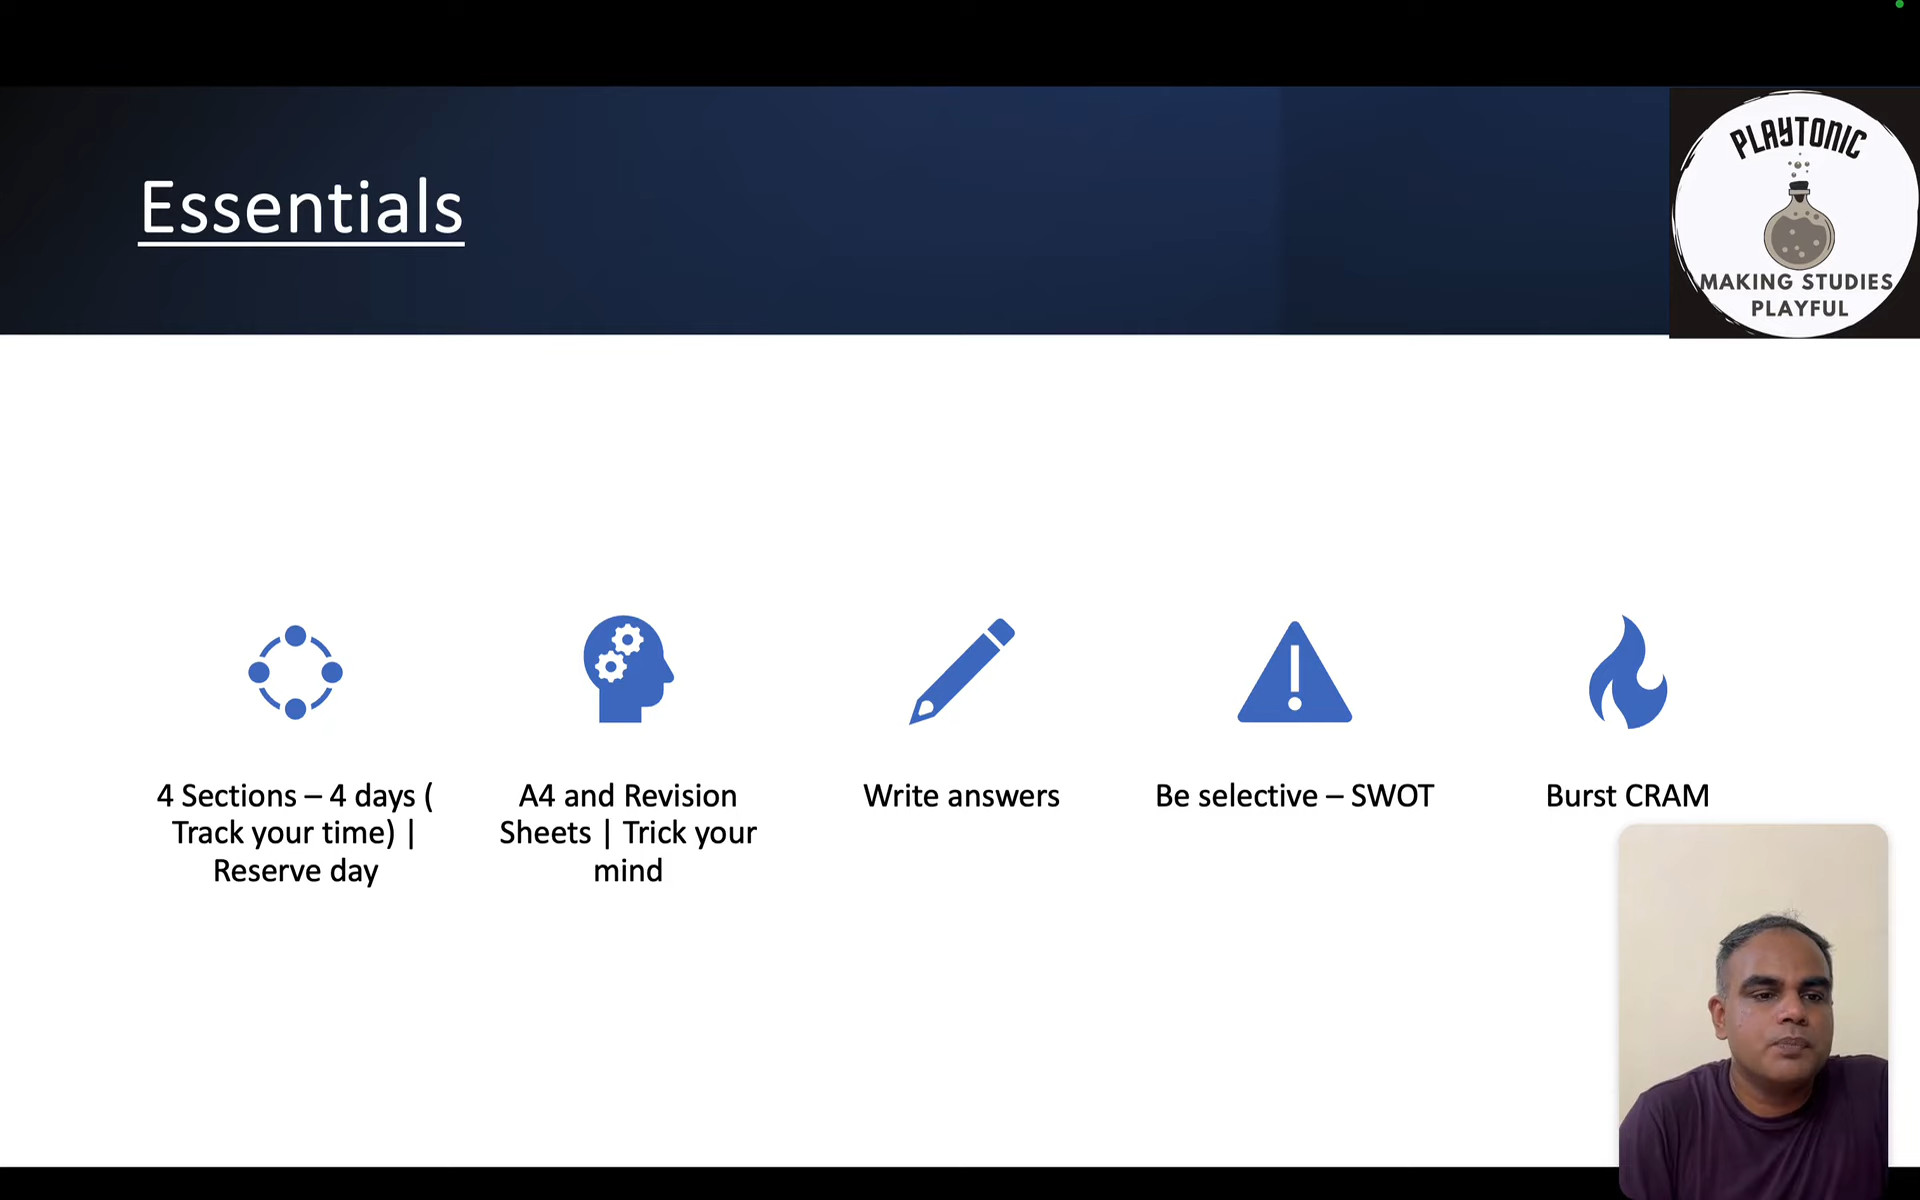 Essentials
PLAYTONIC
MAKING STUDIES
PLAYFUL
4 Sections – 4 days (
Track your time) |
Reserve day
A4 and Revision
Sheets | Trick your
mind
Write answers
Be selective – SWOT
Burst CRAM